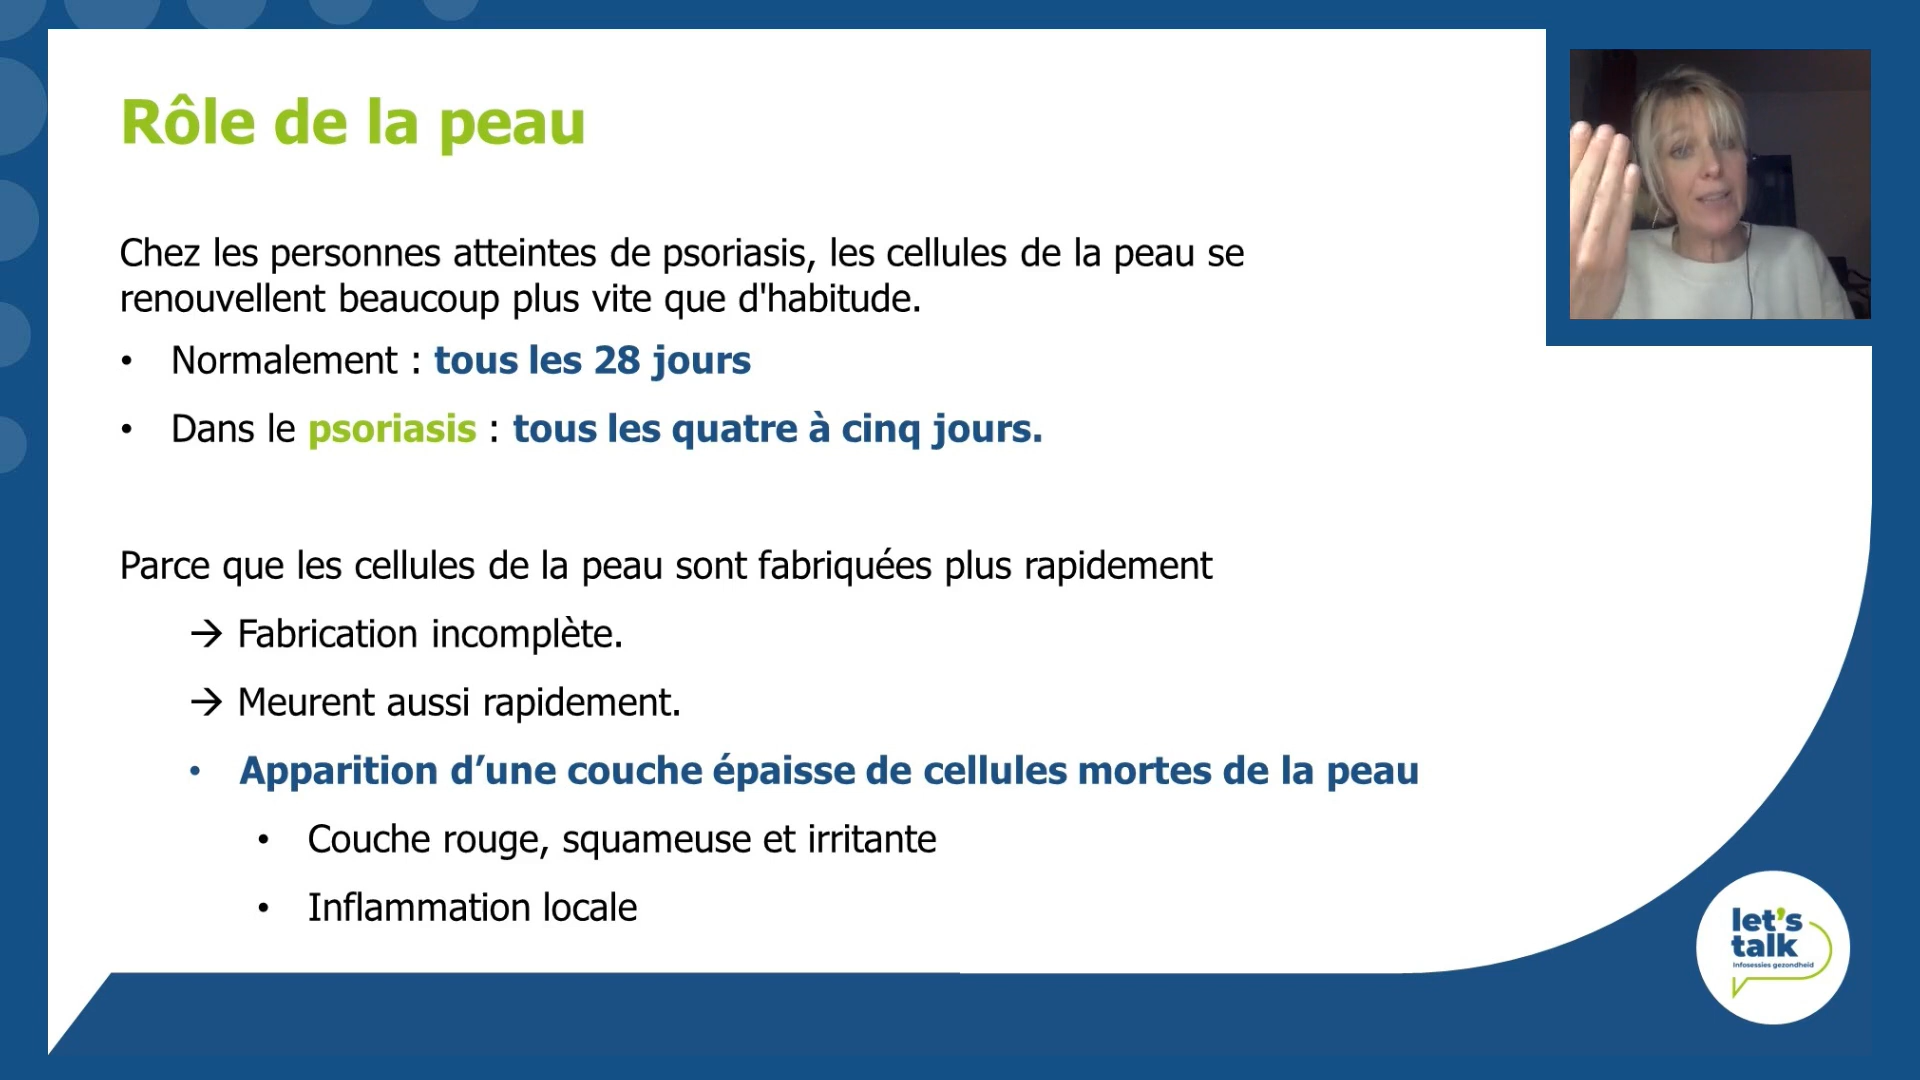 Rôle de la peau
Chez les personnes atteintes de psoriasis, les cellules de la peau se
renouvellent beaucoup plus vite que d'habitude.
• Normalement : tous les 28 jours
• Dans le psoriasis : tous les quatre à cinq jours.
Parce que les cellules de la peau sont fabriquées plus rapidement
→ Fabrication incomplète.
→ Meurent aussi rapidement.
• Apparition d’une couche épaisse de cellules mortes de la peau
• Couche rouge, squameuse et irritante
• Inflammation locale
let's
talk
Infosessies gezondheid